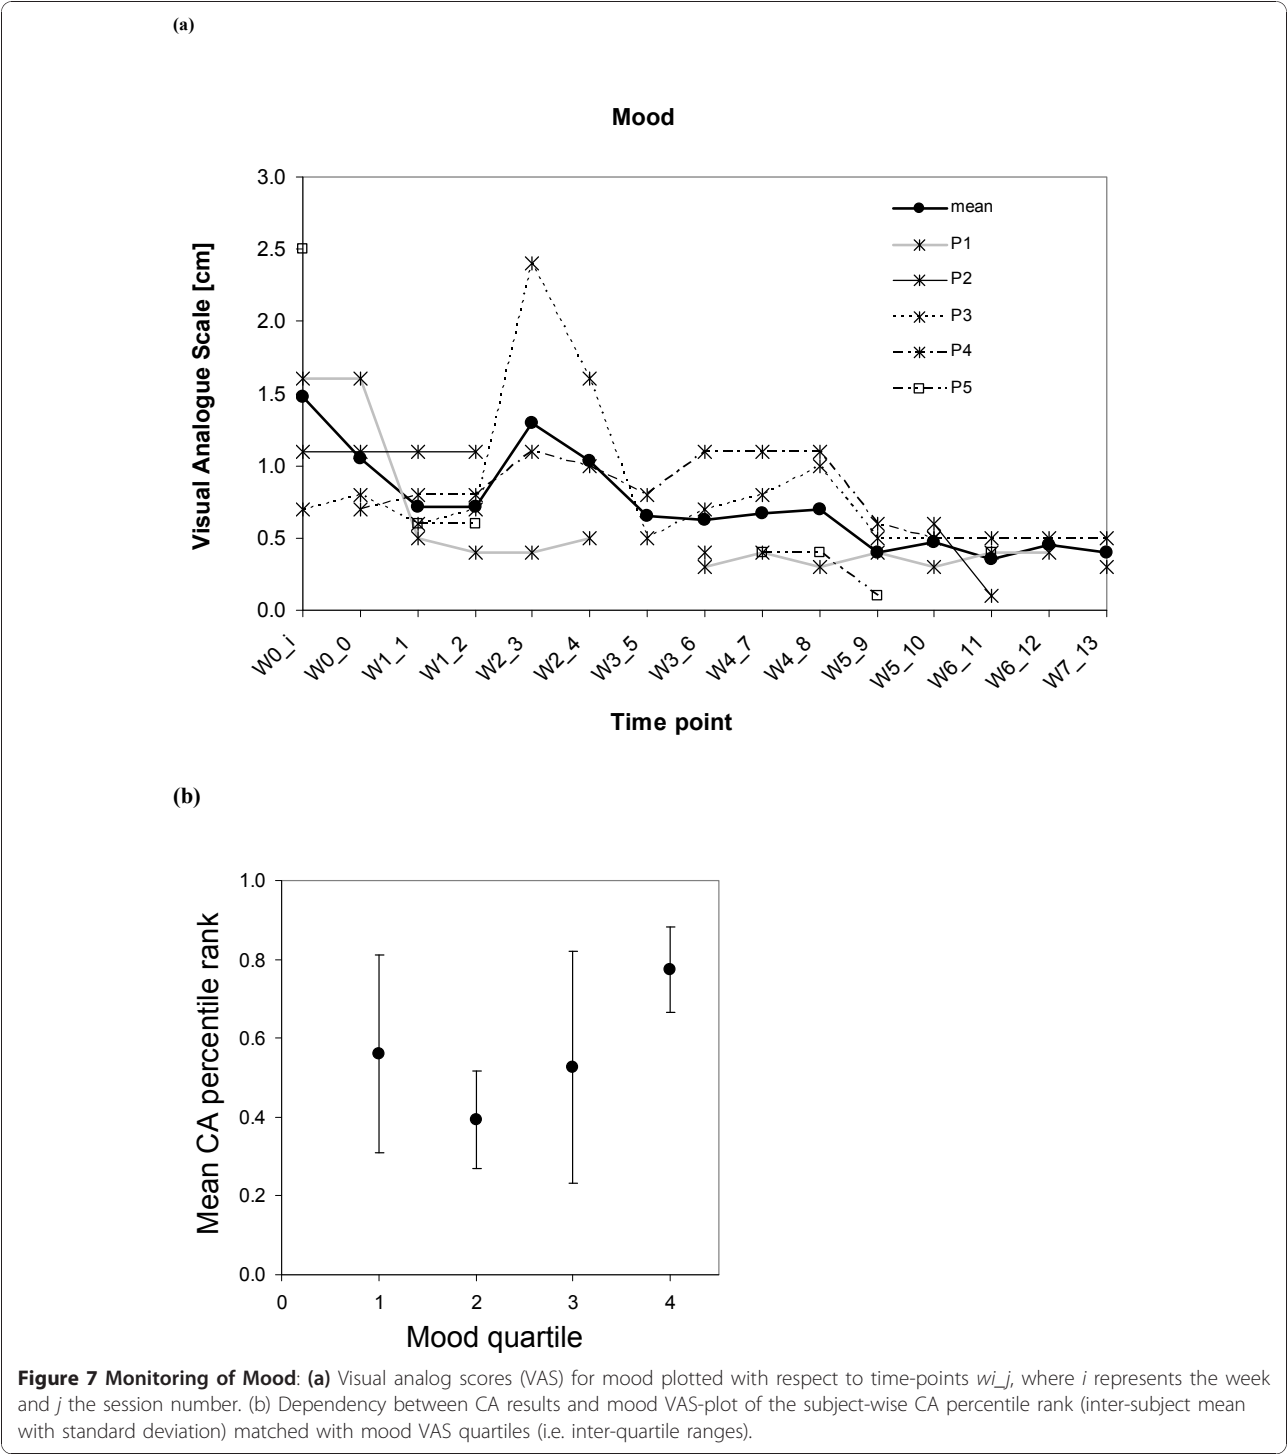 (a)
Mood
3.0
2.5
2.0
1.5
1.0
0.5
0.0
Visual Analogue Scale [cm]
mean
P1
P2
P3
P4
P5
W0_i
W0_0
W1_1
W1_2
W2_3
W2_4
W3_5
W3_6
W4_7
W4_8
W5_9
W5_10
W6_11
W6_12
W7_13
Time point
(b)
1.0
0.8
0.6
0.4
0.2
0.0
Mean CA percentile rank
0 1 2 3 4
Mood quartile
Figure 7 Monitoring of Mood: (a) Visual analog scores (VAS) for mood plotted with respect to time-points wi_j, where i represents the week
and j the session number. (b) Dependency between CA results and mood VAS-plot of the subject-wise CA percentile rank (inter-subject mean
with standard deviation) matched with mood VAS quartiles (i.e. inter-quartile ranges).